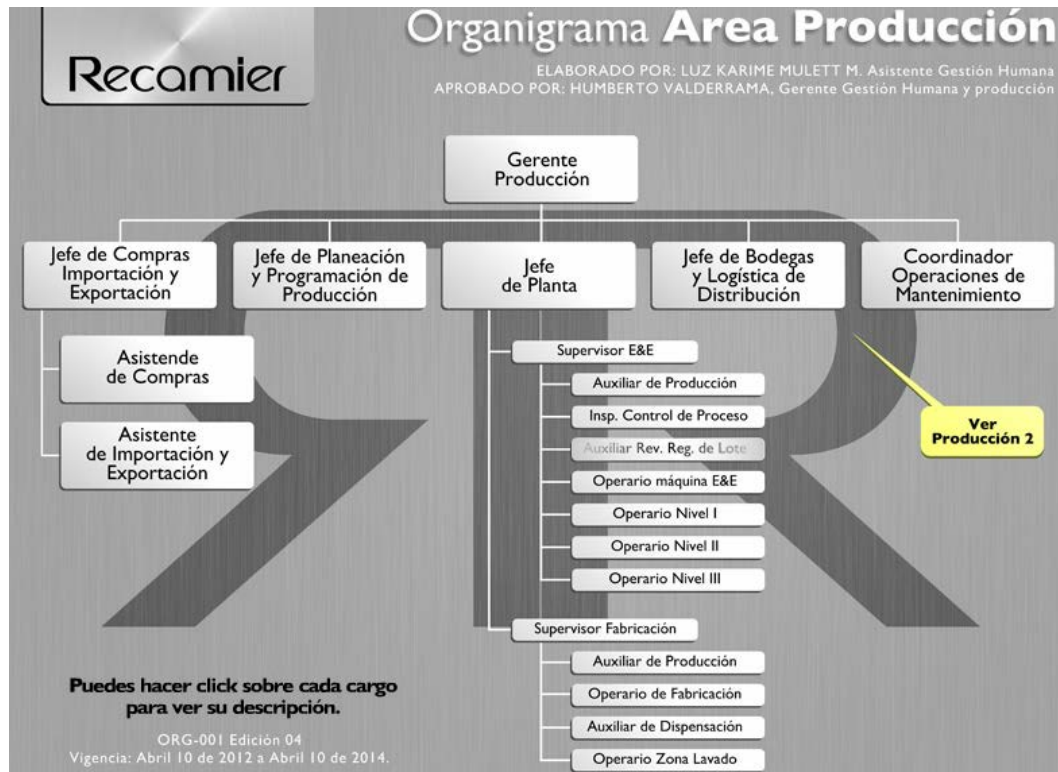 Recamier
Organigrama Area Producción
ELABORADO POR: LUZ KARIME MULETT M. Asistente Gestión Humana
APROBADO POR: HUMBERTO VALDERRAMA, Gerente Gestión Humana y producción
Gerente
Producción
Jefe de Compras
Importación y
Exportación
Jefe de Planeación
y Programación de
Producción
Jefe
de Planta
Jefe de Bodegas
y Logística de
Distribución
Coordinador
Operaciones de
Mantenimiento
Asistende
de Compras
Asistente
de Importación y
Exportación
Supervisor E&E
Auxiliar de Producción
Insp. Control de Proceso
Auxiliar Rev. Reg. de Lote
Operario máquina E&E
Operario Nivel I
Operario Nivel II
Operario Nivel III
Ver
Producción 2
Supervisor Fabricación
Auxiliar de Producción
Operario de Fabricación
Auxiliar de Dispensación
Operario Zona Lavado
Puedes hacer click sobre cada cargo
para ver su descripción.
ORG-001 Edición 04
Vigencia: Abril 10 de 2012 a Abril 10 de 2014.